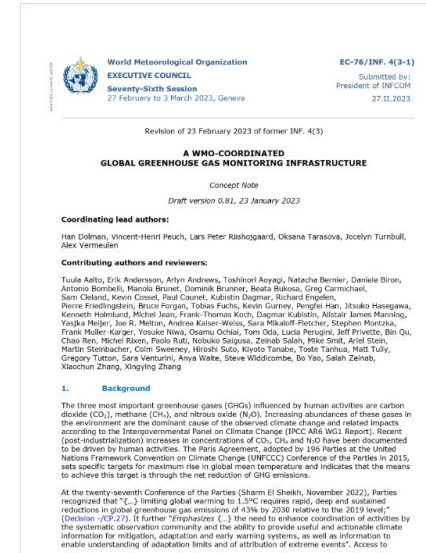 World Meteorological Organization
EC-76/INF. 4(3-1)
EXECUTIVE COUNCIL
Submitted by:
President of INFCOM
Seventy-Sixth Session
27 February to 3 March 2023, Geneva
27.II.2023
Revision of 23 February 2023 of former INF. 4(3)
A WMO-COORDINATED
GLOBAL GREENHOUSE GAS MONITORING INFRASTRUCTURE
Concept Note
Draft version 0.81, 23 January 2023
Coordinating lead authors:
Han Dolman, Vincent-Henri Peuch, Lars Peter Riishojgaard, Oksana Tarasova, Jocelyn Turnbull,
Alex Vermeulen
Contributing authors and reviewers:
Tuula Aalto, Erik Andersson, Arlyn Andrews, Toshinori Aoyagi, Natacha Bernier, Daniele Biron,
Antonio Bombelli, Manola Brunet, Dominik Brunner, Beata Bukosa, Greg Carmichael,
Sam Cleland, Kevin Cossel, Paul Counet, Kubistin Dagmar, Richard Engelen,
Pierre Friedlingstein, Bruce Forgan, Tobias Fuchs, Kevin Gurney, Pengfei Han, Jitsuko Hasegawa,
Kenneth Holmlund, Michel Jean, Frank-Thomas Koch, Dagmar Kubistin, Alistair James Manning,
Yasjka Meijer, Joe R. Melton, Andrea Kaiser-Weiss, Sara Mikaloff-Fletcher, Stephen Montzka,
Frank Muller-Karger, Yosuke Niwa, Osamu Ochiai, Tom Oda, Lucia Perugini, Jeff Privette, Bin Qu,
Chao Ren, Michel Rixen, Paolo Ruti, Nobuko Saigusa, Zeinab Salah, Mike Smit, Ariel Stein,
Martin Steinbacher, Colm Sweeney, Hiroshi Suto, Kiyoto Tanabe, Toste Tanhua, Matt Tully,
Gregory Tutton, Sara Venturini, Anya Waite, Steve Widdicombe, Bo Yao, Salah Zeinab,
Xiaochun Zhang, Xingying Zhang
1. Background
The three most important greenhouse gases (GHGs) influenced by human activities are carbon
dioxide (CO₂), methane (CH₄), and nitrous oxide (N₂O). Increasing abundances of these gases in
the environment are the dominant cause of the observed climate change and related impacts
according to the Intergovernmental Panel on Climate Change (IPCC AR6 WG1 Report). Recent
(post-industrialization) increases in concentrations of CO₂, CH₄ and N₂O have been documented
to be driven by human activities. The Paris Agreement, adopted by 196 Parties at the United
Nations Framework Convention on Climate Change (UNFCCC) Conference of the Parties in 2015,
sets specific targets for maximum rise in global mean temperature and indicates that the means
to achieve this target is through the net reduction of GHG emissions.
At the twenty-seventh Conference of the Parties (Sharm El Sheikh, November 2022), Parties
recognized that "{…} limiting global warming to 1.5°C requires rapid, deep and sustained
reductions in global greenhouse gas emissions of 43% by 2030 relative to the 2019 level;"
(Decision -/CP.27). It further "Emphasizes {…} the need to enhance coordination of activities by
the systematic observation community and the ability to provide useful and actionable climate
information for mitigation, adaptation and early warning systems, as well as information to
enable understanding of adaptation limits and of attribution of extreme events". Access to